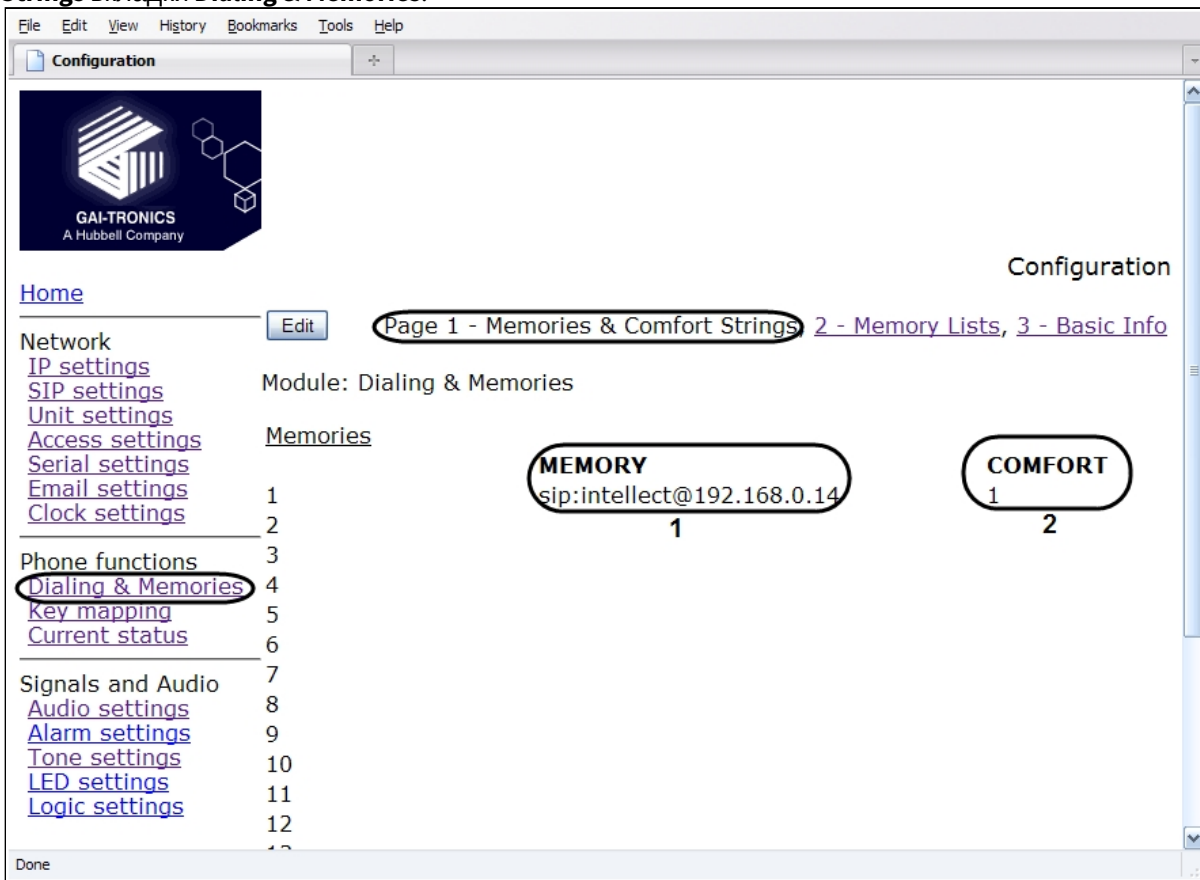 Strings вкладки Dialing & Memories.
File Edit View History Bookmarks Tools Help
Configuration
GAI-TRONICS
A Hubbell Company
Configuration
Home
Edit Page 1 - Memories & Comfort Strings, 2 - Memory Lists, 3 - Basic Info
Network
IP settings
SIP settings
Unit settings
Access settings
Serial settings
Email settings
Clock settings
Phone functions
Dialing & Memories
Key mapping
Current status
Signals and Audio
Audio settings
Alarm settings
Tone settings
LED settings
Logic settings
Module: Dialing & Memories
Memories
MEMORY COMFORT
1 sip:intellect@192.168.0.14 1
1 2
2
3
4
5
6
7
8
9
10
11
12
Done